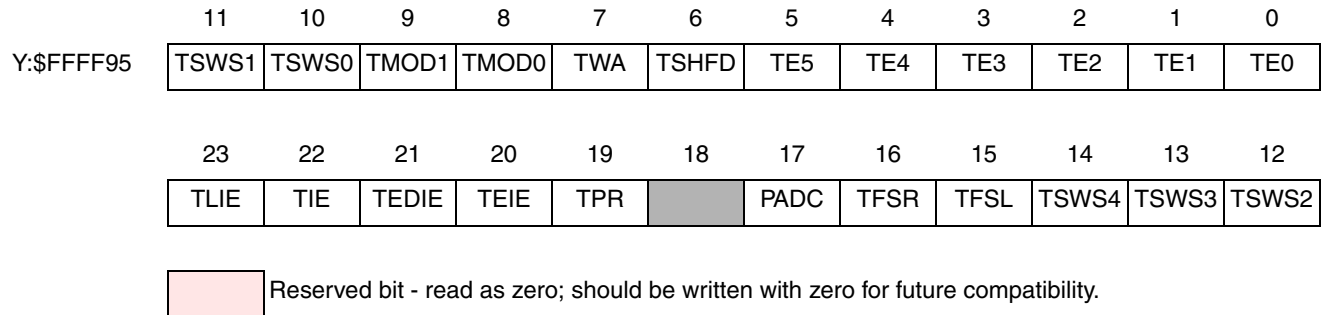 11 10 9 8 7 6 5 4 3 2 1 0
Y:$FFFF95 TSWS1 TSWS0 TMOD1 TMOD0 TWA TSHFD TE5 TE4 TE3 TE2 TE1 TE0
23 22 21 20 19 18 17 16 15 14 13 12
TLIE TIE TEDIE TEIE TPR PADC TFSR TFSL TSWS4 TSWS3 TSWS2
Reserved bit - read as zero; should be written with zero for future compatibility.